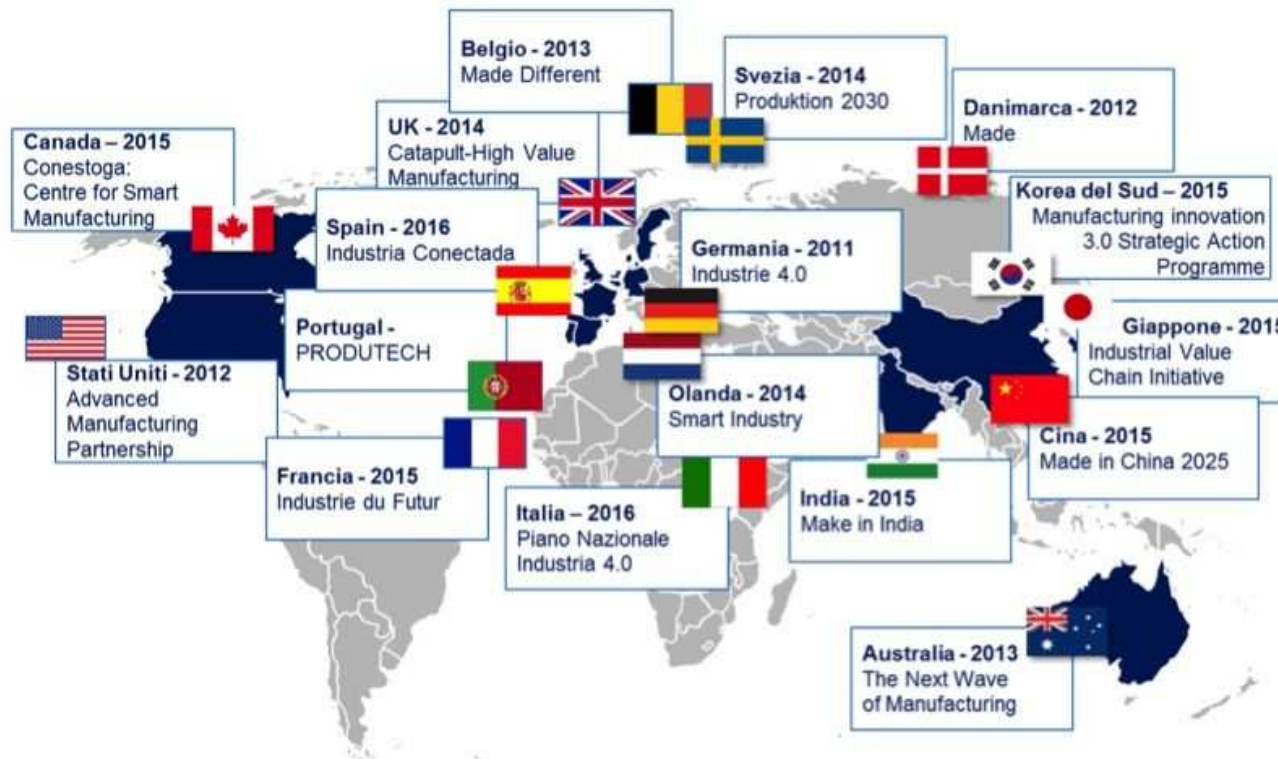 Belgio - 2013
Made Different
Svezia - 2014
Produktion 2030
Danimarca - 2012
Made
Canada – 2015
Conestoga:
Centre for Smart
Manufacturing
UK - 2014
Catapult-High Value
Manufacturing
Korea del Sud – 2015
Manufacturing innovation
3.0 Strategic Action
Programme
Spain - 2016
Industria Conectada
Germania - 2011
Industrie 4.0
Portugal -
PRODUTECH
Giappone - 2015
Industrial Value
Chain Initiative
Stati Uniti - 2012
Advanced
Manufacturing
Partnership
Olanda - 2014
Smart Industry
Cina - 2015
Made in China 2025
Francia - 2015
Industrie du Futur
Italia – 2016
Piano Nazionale
Industria 4.0
India - 2015
Make in India
Australia - 2013
The Next Wave
of Manufacturing